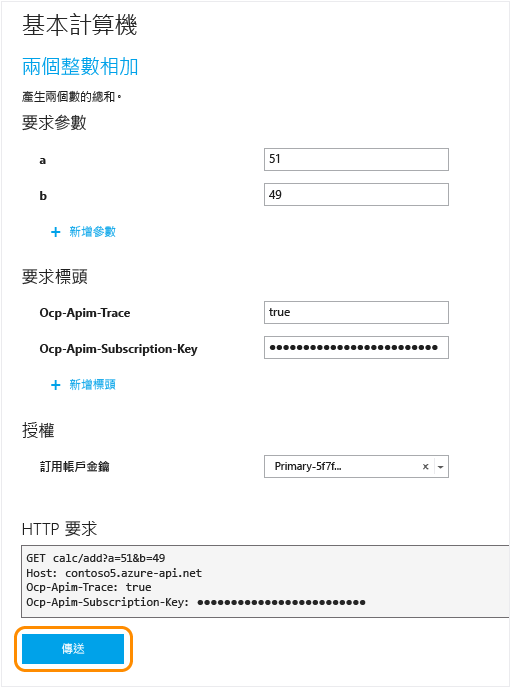 基本計算機
兩個整數相加
產生兩個數的總和。
要求參數
a 51
b 49
+ 新增參數
要求標頭
Ocp-Apim-Trace true
Ocp-Apim-Subscription-Key ●●●●●●●●●●●●●●●●●●●●●●●●●
+ 新增標頭
授權
訂用帳戶金鑰 Primary-5f7f... ×
HTTP 要求
GET calc/add?a=51&b=49
Host: contoso5.azure-api.net
Ocp-Apim-Trace: true
Ocp-Apim-Subscription-Key: ●●●●●●●●●●●●●●●●●●●●●●●●●
傳送